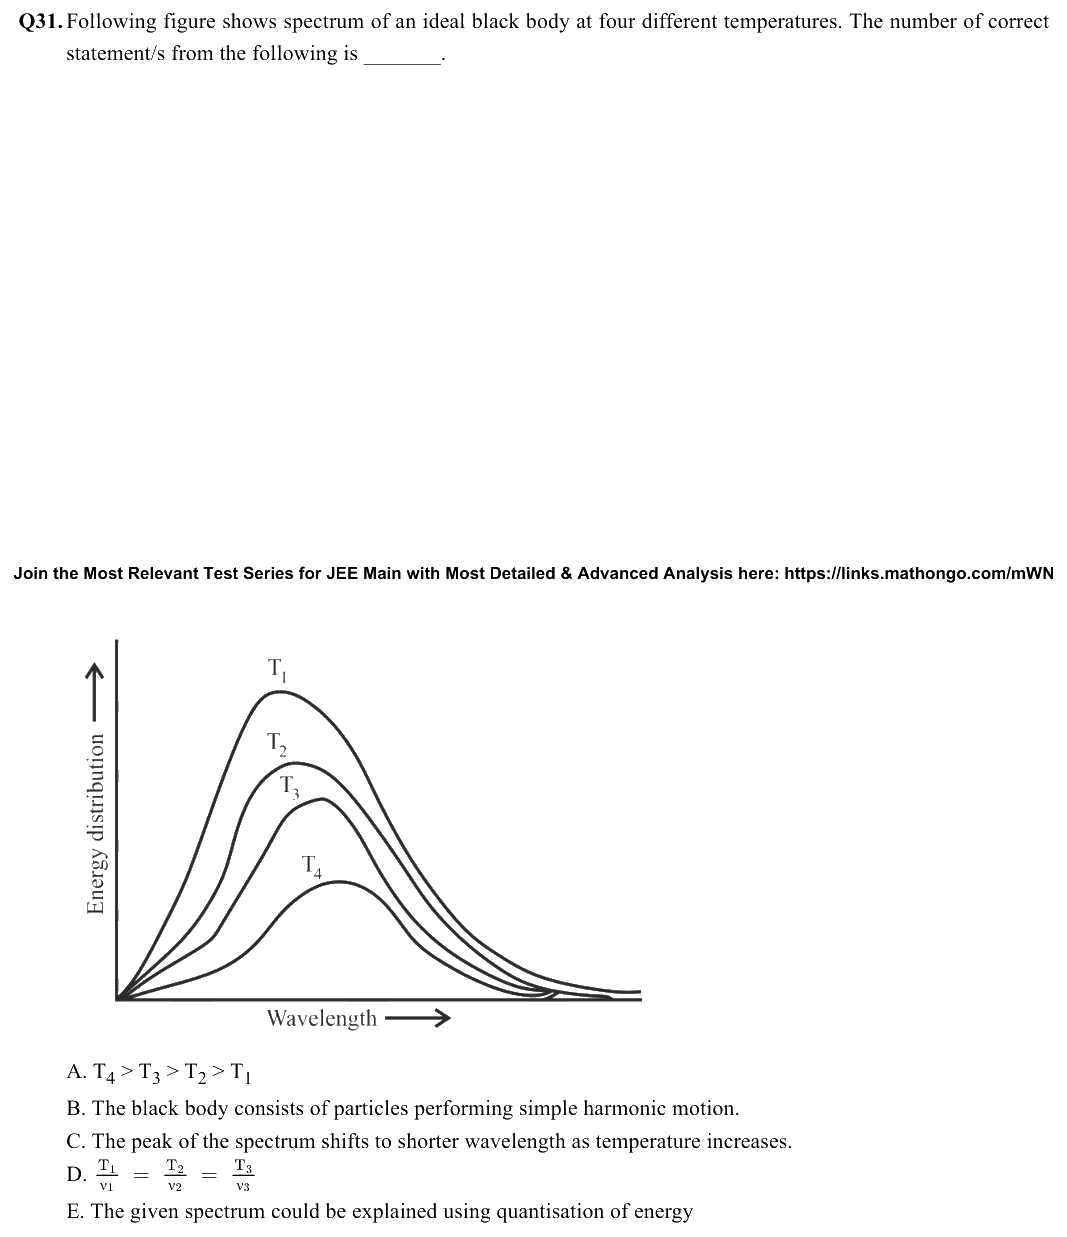 Q31. Following figure shows spectrum of an ideal black body at four different temperatures. The number of correct
statement/s from the following is _______.
Join the Most Relevant Test Series for JEE Main with Most Detailed & Advanced Analysis here: https://links.mathongo.com/mWN
Energy distribution
T₁
T₂
T₃
T₄
Wavelength
A. T₄ > T₃ > T₂ > T₁
B. The black body consists of particles performing simple harmonic motion.
C. The peak of the spectrum shifts to shorter wavelength as temperature increases.
D. T₁/ν₁ = T₂/ν₂ = T₃/ν₃
E. The given spectrum could be explained using quantisation of energy